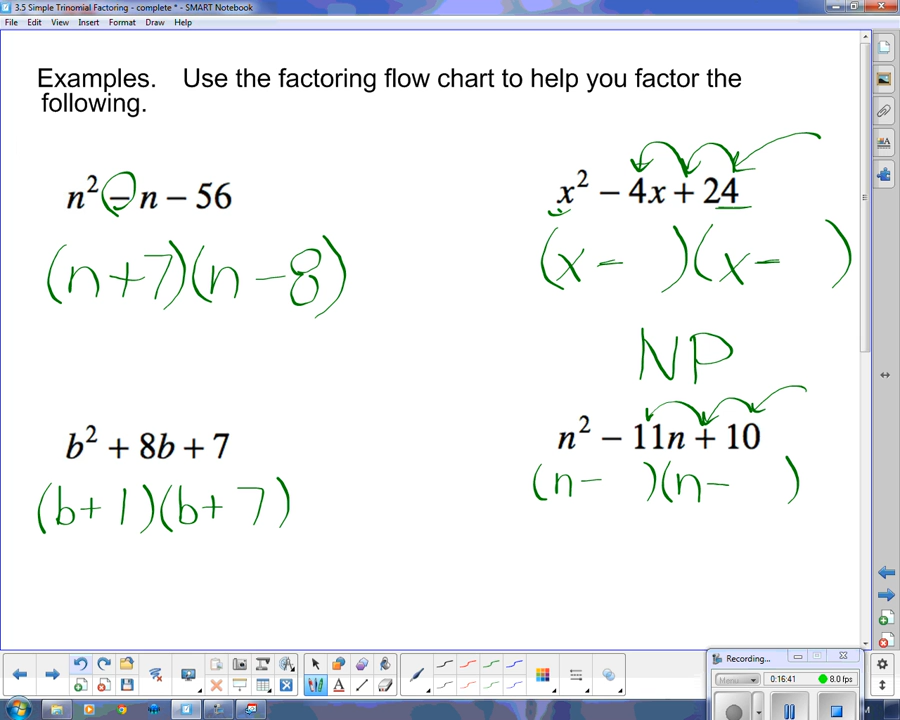 3.5 Simple Trinomial Factoring - complete * - SMART Notebook
File Edit View Insert Format Draw Help
Examples. Use the factoring flow chart to help you factor the
following.
n² – n – 56
(n+7)(n-8)
x² – 4x + 24
(x- )(x- )
NP
b² + 8b + 7
(b+1)(b+7)
n² – 11n + 10
(n- )(n- )
Recording...
Menu
0:16:41
8.0 fps